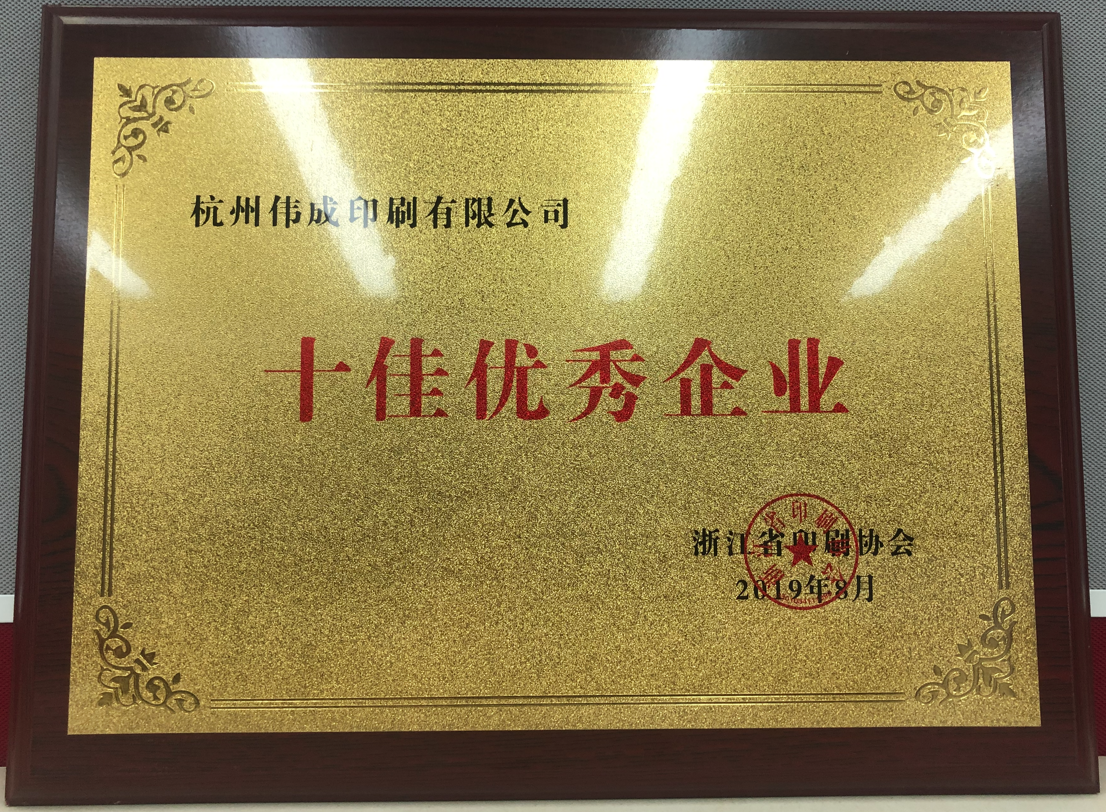 杭州伟成印刷有限公司
十佳优秀企业
浙江省印刷协会
2019年8月